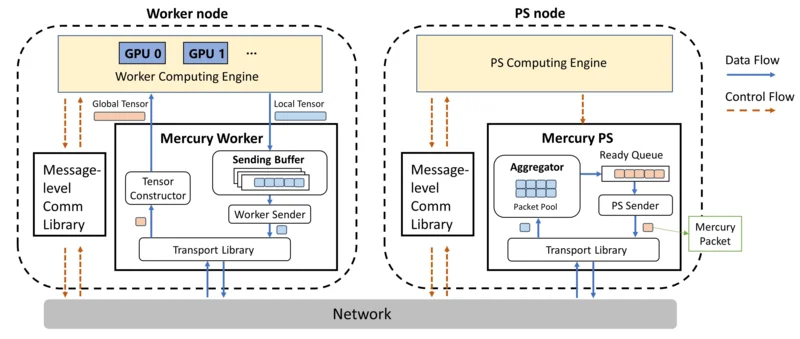 Worker node
GPU 0
GPU 1
...
Worker Computing Engine
Global Tensor
Local Tensor
Message-
level
Comm
Library
Mercury Worker
Sending Buffer
Tensor
Constructor
Worker Sender
Transport Library
PS node
PS Computing Engine
Message-
level
Comm
Library
Mercury PS
Aggregator
Packet Pool
Ready Queue
PS Sender
Transport Library
Mercury
Packet
Data Flow
Control Flow
Network